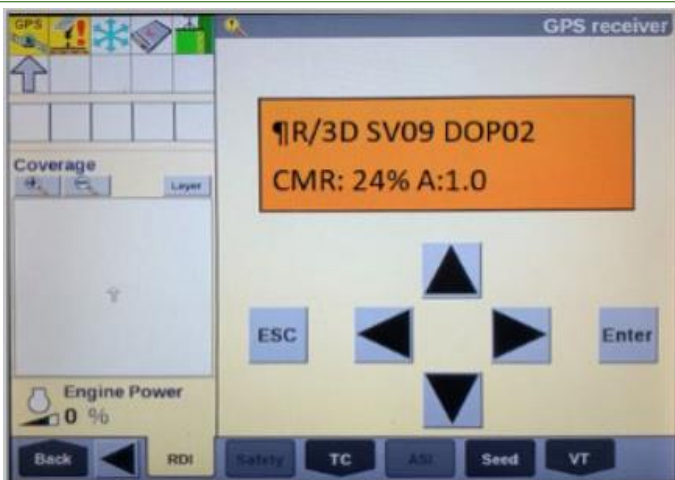 GPS
GPS receiver
¶R/3D SV09 DOP02
CMR: 24% A:1.0
Coverage
Layer
ESC
Enter
Engine Power
0 %
Back
RDI
Safety
TC
ASI
Seed
VT